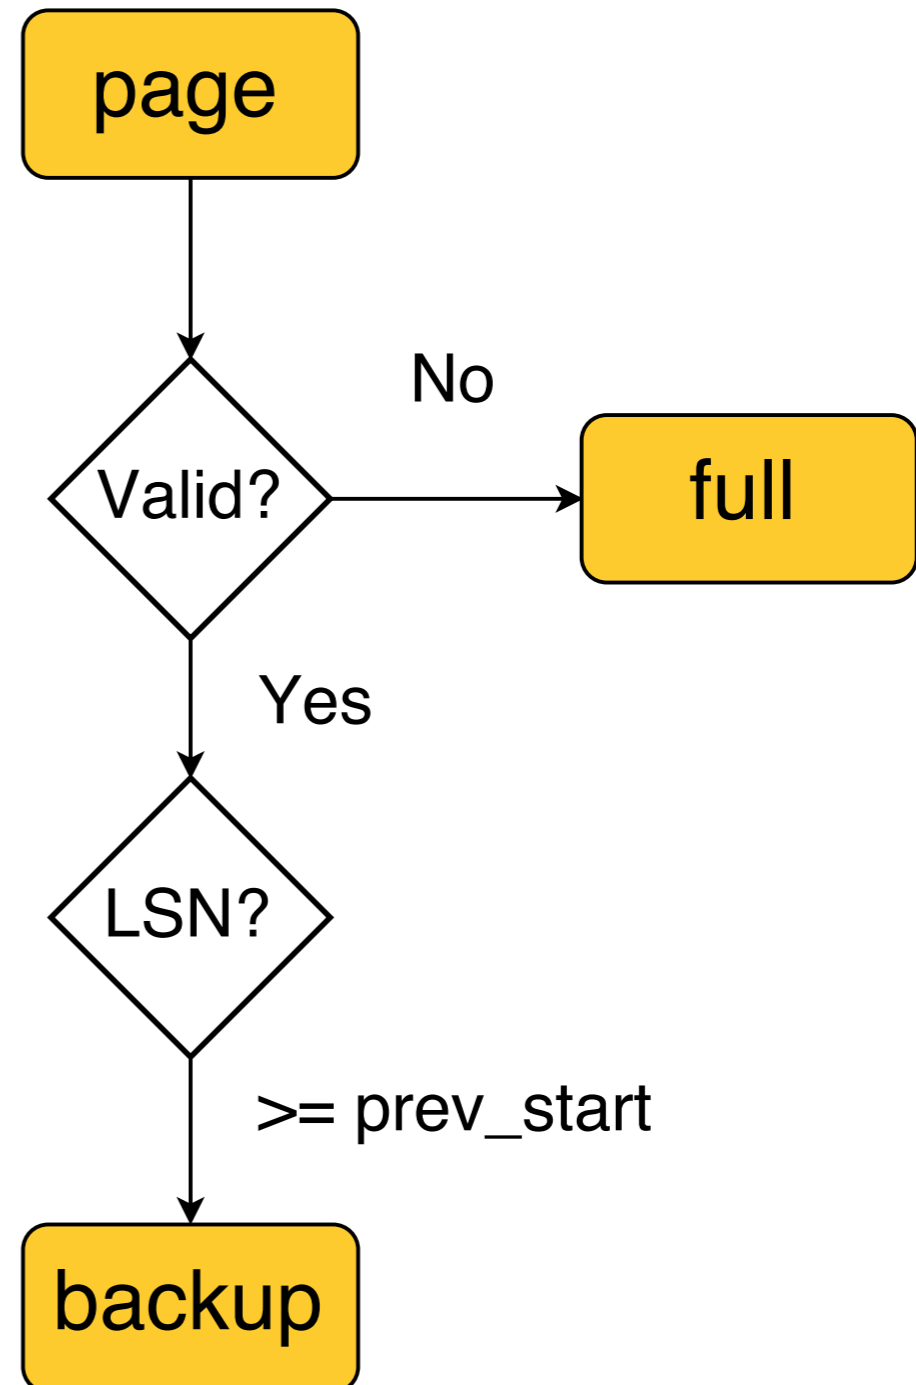 page
No
Valid?
full
Yes
LSN?
>= prev_start
backup